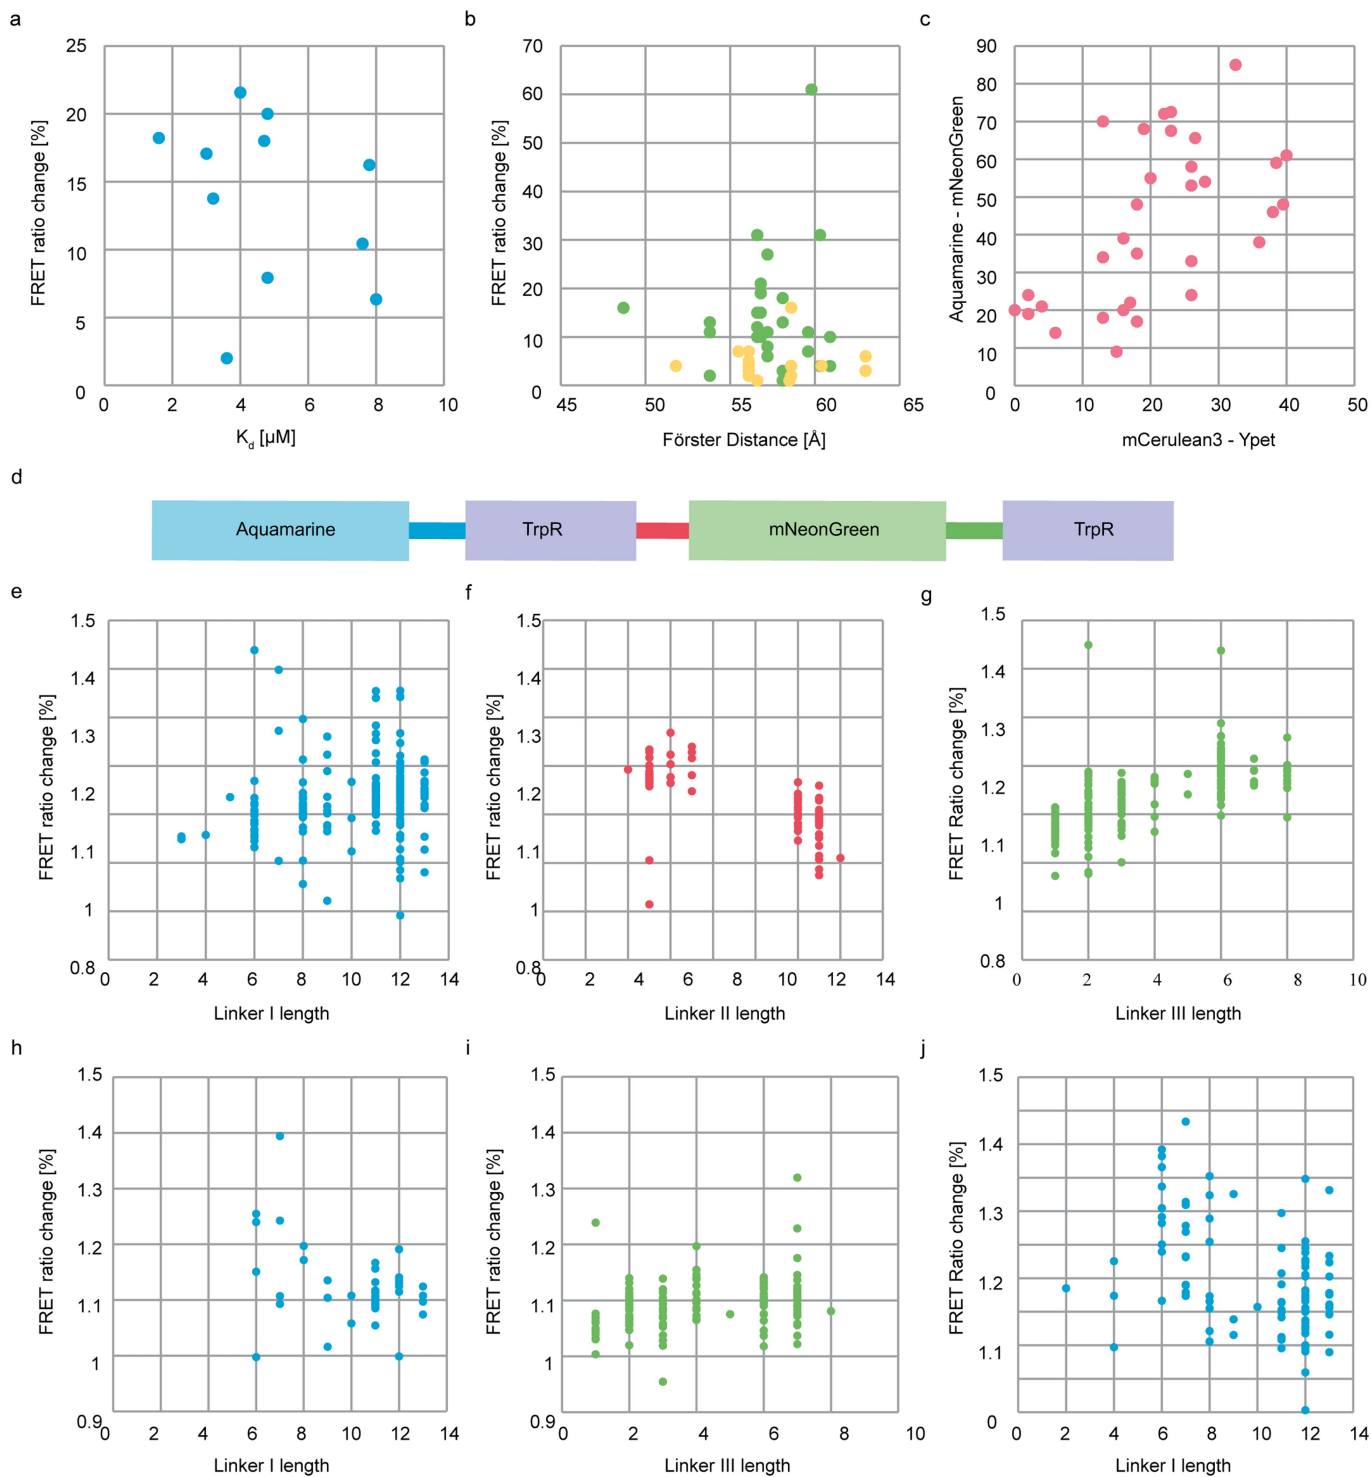 a
FRET ratio change [%]
25
20
15
10
5
0
0 2 4 6 8 10
Kd [µM]
b
FRET ratio change [%]
70
60
50
60
30
20
10
0
45 50 55 60 65
Förster Distance [Å]
c
Aquamarine - mNeonGreen
90
80
70
60
50
40
30
20
10
0
0 10 20 30 40 50
mCerulean3 - Ypet
d
Aquamarine TrpR mNeonGreen TrpR
e
FRET ratio change [%]
1.5
1.4
1.3
1.2
1.1
1
0.8
0 2 4 6 8 10 12 14
Linker I length
f
FRET ratio change [%]
1.5
1.4
1.3
1.2
1.1
1
0.8
0 2 4 6 8 10 12 14
Linker II length
g
FRET Ratio change [%]
1.5
1.4
1.3
1.2
1.1
1
0.8
0 2 4 6 8 10
Linker III length
h
FRET ratio change [%]
1.5
1.4
1.3
1.2
1.1
1
0.9
0 2 4 6 8 10 12 14
Linker I length
i
FRET ratio change [%]
1.5
1.4
1.3
1.2
1.1
1
0.9
0 2 4 6 8 10
Linker III length
j
FRET Ratio change [%]
1.5
1.4
1.3
1.2
1.1
0
0 2 4 6 8 10 12 14
Linker I length